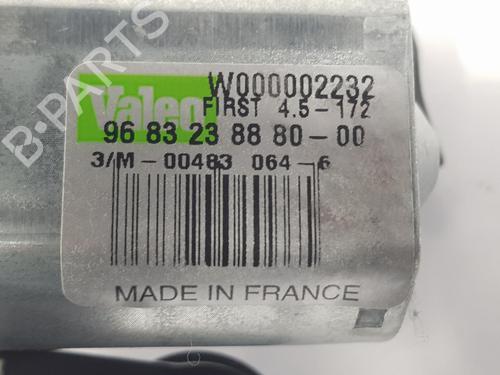 W000002232
Valeo
FIRST 4.5-172
96 83 23 88 80-00
3/M-00483 064-6
MADE IN FRANCE
B-PARTS